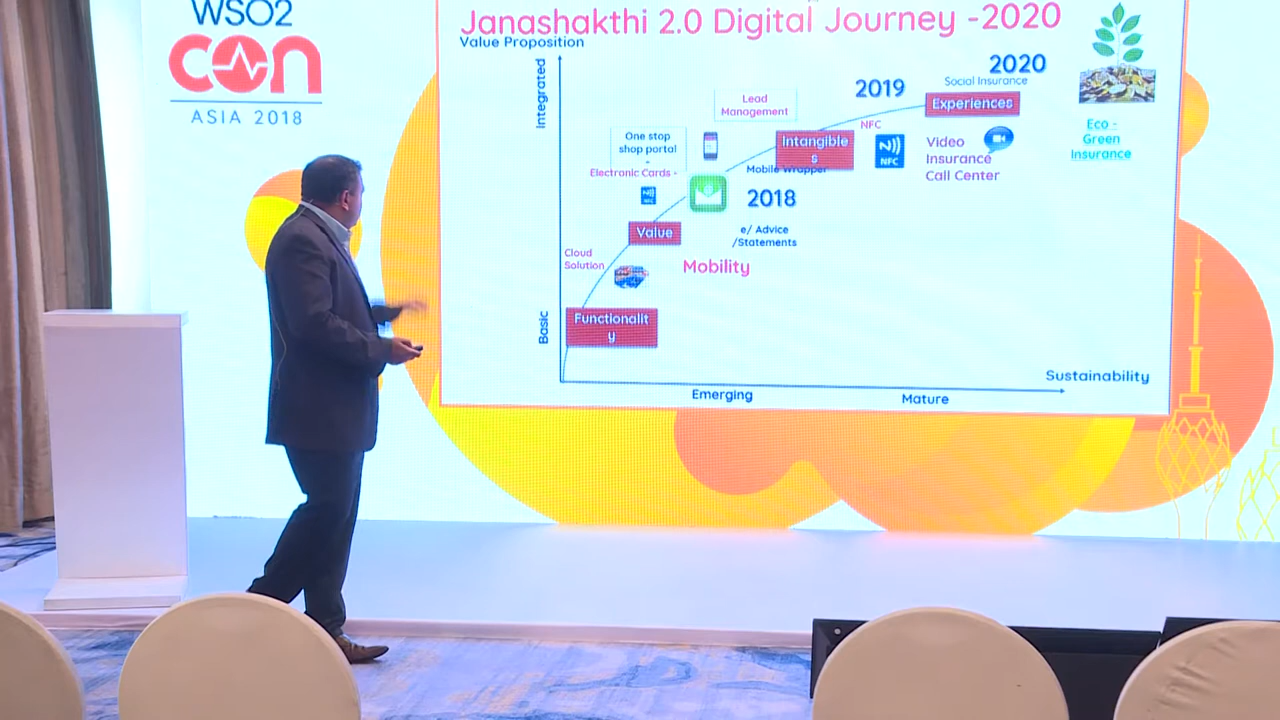 WSO2
CON
ASIA 2018
Janashakthi 2.0 Digital Journey -2020
Value Proposition
Integrated
Basic
2020
Social Insurance
Experiences
2019
Lead
Management
NFC
NFC
Intangible
s
Mobile Wrapper
Video
Insurance
Call Center
Eco -
Green
Insurance
One stop
shop portal
-
Electronic Cards -
NFC
2018
Value
e/ Advice
/Statements
Cloud
Solution
Mobility
Functionalit
y
Sustainability
Emerging
Mature